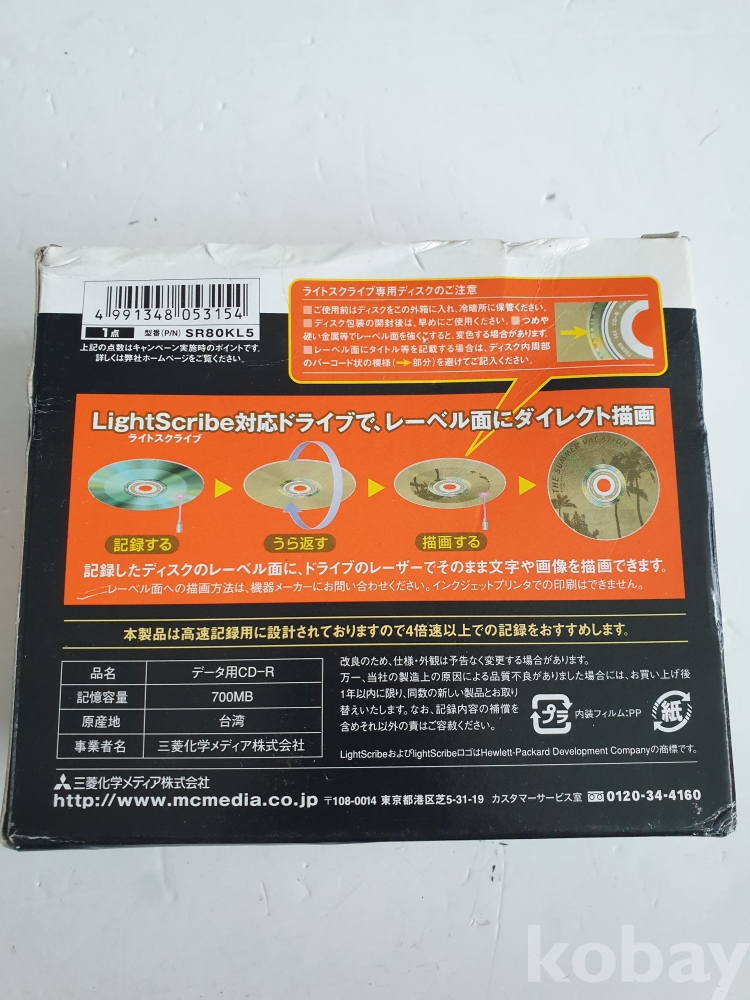 4 991348 053154
1点 型番(P/N) SR80KL5
上記の点数はキャンペーン実施時のポイントです。
詳しくは弊社ホームページをご覧ください。
ライトスクライブ専用ディスクのご注意
■ご使用前はディスクをこの外箱に入れ、冷暗所に保管ください。
■ディスク包装の開封後は、早めにご使用ください。■つめや
硬い金属等でレーベル面を強くこすると、変色する場合があります。
■レーベル面にタイトル等を記載する場合は、ディスク内周部
のバーコード状の模様(→部分)を避けてご記入ください。
LightScribe対応ドライブで、レーベル面にダイレクト描画
ライトスクライブ
THE SUMMER VACATION
記録する
うら返す
描画する
記録したディスクのレーベル面に、ドライブのレーザーでそのまま文字や画像を描画できます。
レーベル面への描画方法は、機器メーカーにお問い合わせください。インクジェットプリンタでの印刷はできません。
本製品は高速記録用に設計されておりますので4倍速以上での記録をおすすめします。
品名 データ用CD-R
記憶容量 700MB
原産地 台湾
事業者名 三菱化学メディア株式会社
改良のため、仕様・外観は予告なく変更する場合があります。
万一、当社の製造上の原因による品質不良がありました場合には、お買い上げ後
1年以内に限り、同数の新しい製品とお取り
替えいたします。なお、記録内容の補償を
含めそれ以外の責はご容赦ください。
プラ
内装フィルム:PP
紙
LightScribeおよびlightScribeロゴはHewlett-Packard Development Companyの商標です。
三菱化学メディア株式会社
http://www.mcmedia.co.jp 〒108-0014 東京都港区芝5-31-19 カスタマーサービス室 0120-34-4160
kobay